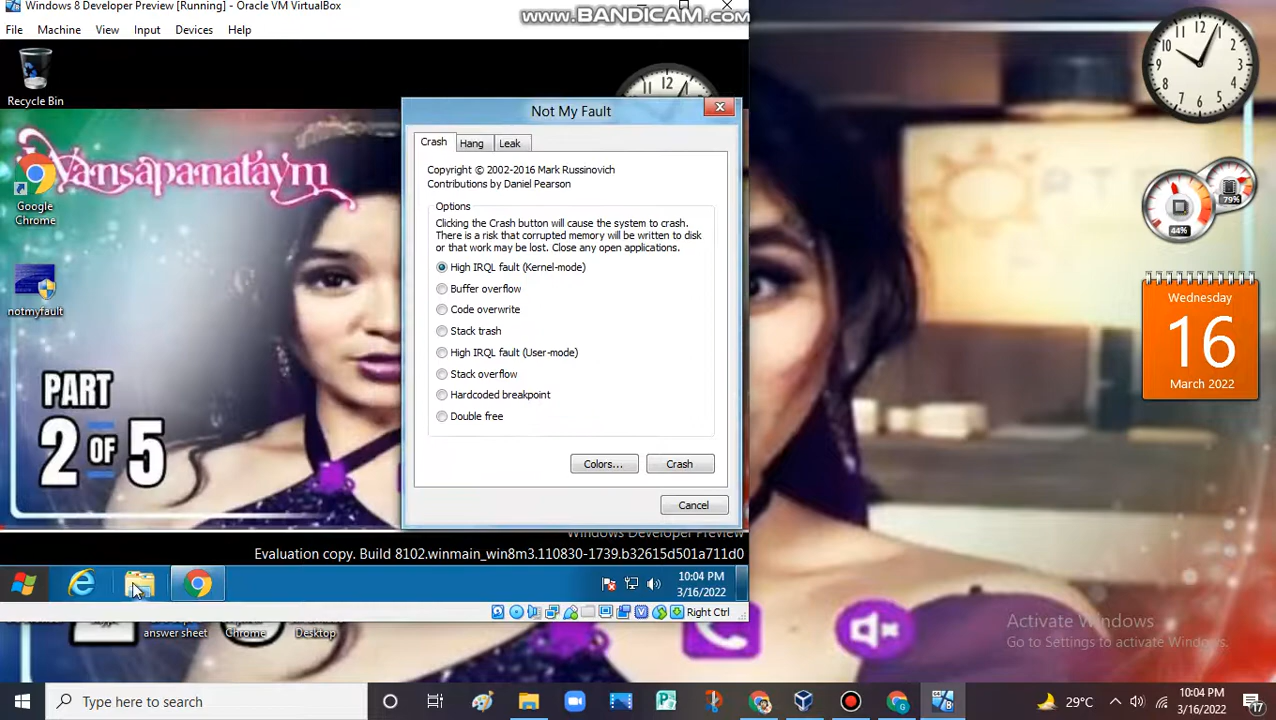 Windows 8 Developer Preview [Running] - Oracle VM VirtualBox
www.BANDICAM.com
File Machine View Input Devices Help
Recycle Bin
Vansapanataym
Google
Chrome
notmyfault
PART
2 OF 5
Not My Fault
Crash Hang Leak
Copyright © 2002-2016 Mark Russinovich
Contributions by Daniel Pearson
Options
Clicking the Crash button will cause the system to crash.
There is a risk that corrupted memory will be written to disk
or that work may be lost. Close any open applications.
High IRQL fault (Kernel-mode)
Buffer overflow
Code overwrite
Stack trash
High IRQL fault (User-mode)
Stack overflow
Hardcoded breakpoint
Double free
Colors... Crash
Cancel
Windows Developer Preview
Evaluation copy. Build 8102.winmain_win8m3.110830-1739.b32615d501a711d0
10:04 PM
3/16/2022
Right Ctrl
answer sheet
Chrome
Desktop
79%
44%
Wednesday
16
March 2022
Activate Windows
Go to Settings to activate Windows.
Type here to search
29°C
10:04 PM
3/16/2022
17